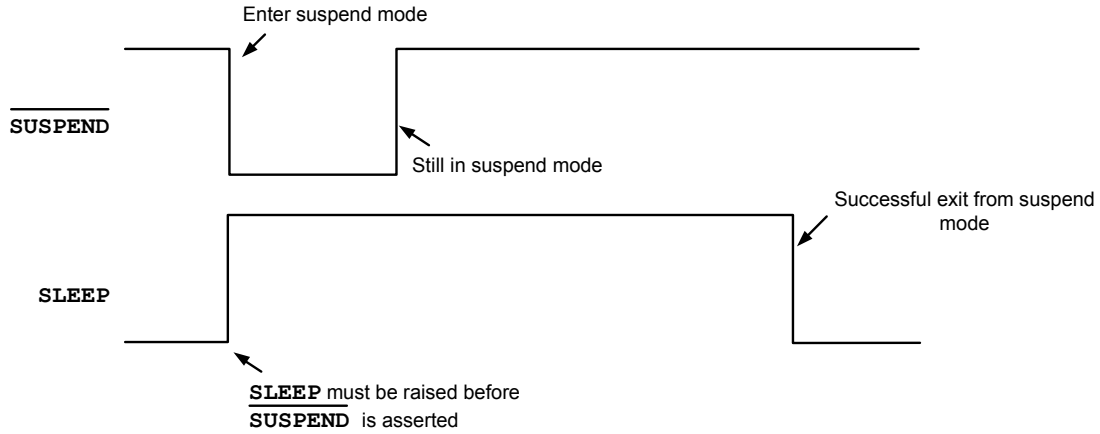 Enter suspend mode
SUSPEND
Still in suspend mode
Successful exit from suspend
mode
SLEEP
SLEEP must be raised before
SUSPEND is asserted